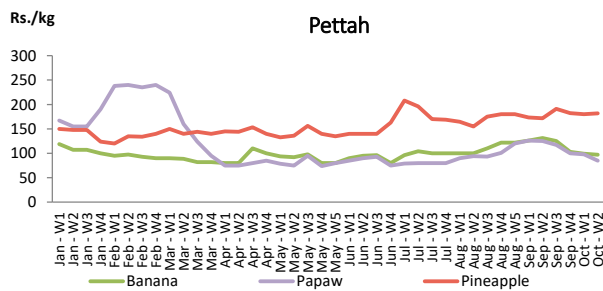 Rs./kg
Pettah
300
250
200
150
100
50
0
Jan - W1
Jan - W2
Jan - W3
Jan - W4
Feb - W1
Feb - W2
Feb - W3
Feb - W4
Mar - W1
Mar - W2
Mar - W3
Mar - W4
Apr - W1
Apr - W2
Apr - W3
Apr - W4
May - W1
May - W2
May - W3
May - W4
May - W5
Jun - W1
Jun - W2
Jun - W3
Jun - W4
Jul - W1
Jul - W2
Jul - W3
Jul - W4
Aug - W1
Aug - W2
Aug - W3
Aug - W4
Aug - W5
Sep - W1
Sep - W2
Sep - W3
Sep - W4
Oct - W1
Oct - W2
Banana
Papaw
Pineapple